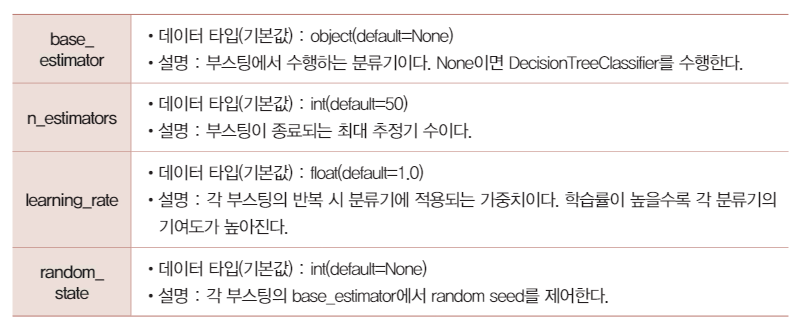 base_
estimator
• 데이터 타입(기본값) : object(default=None)
• 설명 : 부스팅에서 수행하는 분류기이다. None이면 DecisionTreeClassifier를 수행한다.
n_estimators
• 데이터 타입(기본값) : int(default=50)
• 설명 : 부스팅이 종료되는 최대 추정기 수이다.
learning_rate
• 데이터 타입(기본값) : float(default=1.0)
• 설명 : 각 부스팅의 반복 시 분류기에 적용되는 가중치이다. 학습률이 높을수록 각 분류기의
기여도가 높아진다.
random_
state
• 데이터 타입(기본값) : int(default=None)
• 설명 : 각 부스팅의 base_estimator에서 random seed를 제어한다.